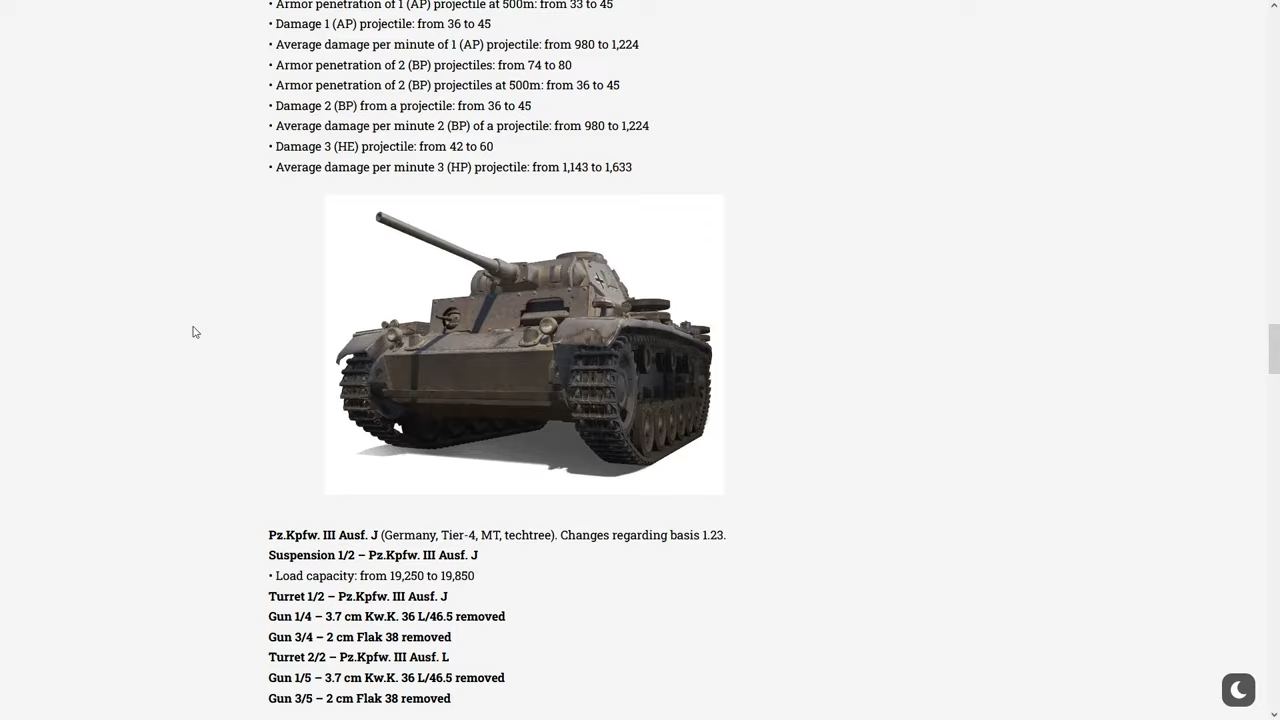 • Armor penetration of 1 (AP) projectile at 500m: from 33 to 45
• Damage 1 (AP) projectile: from 36 to 45
• Average damage per minute of 1 (AP) projectile: from 980 to 1,224
• Armor penetration of 2 (BP) projectiles: from 74 to 80
• Armor penetration of 2 (BP) projectiles at 500m: from 36 to 45
• Damage 2 (BP) from a projectile: from 36 to 45
• Average damage per minute 2 (BP) of a projectile: from 980 to 1,224
• Damage 3 (HE) projectile: from 42 to 60
• Average damage per minute 3 (HP) projectile: from 1,143 to 1,633
Pz.Kpfw. III Ausf. J (Germany, Tier-4, MT, techtree). Changes regarding basis 1.23.
Suspension 1/2 – Pz.Kpfw. III Ausf. J
• Load capacity: from 19,250 to 19,850
Turret 1/2 – Pz.Kpfw. III Ausf. J
Gun 1/4 – 3.7 cm Kw.K. 36 L/46.5 removed
Gun 3/4 – 2 cm Flak 38 removed
Turret 2/2 – Pz.Kpfw. III Ausf. L
Gun 1/5 – 3.7 cm Kw.K. 36 L/46.5 removed
Gun 3/5 – 2 cm Flak 38 removed